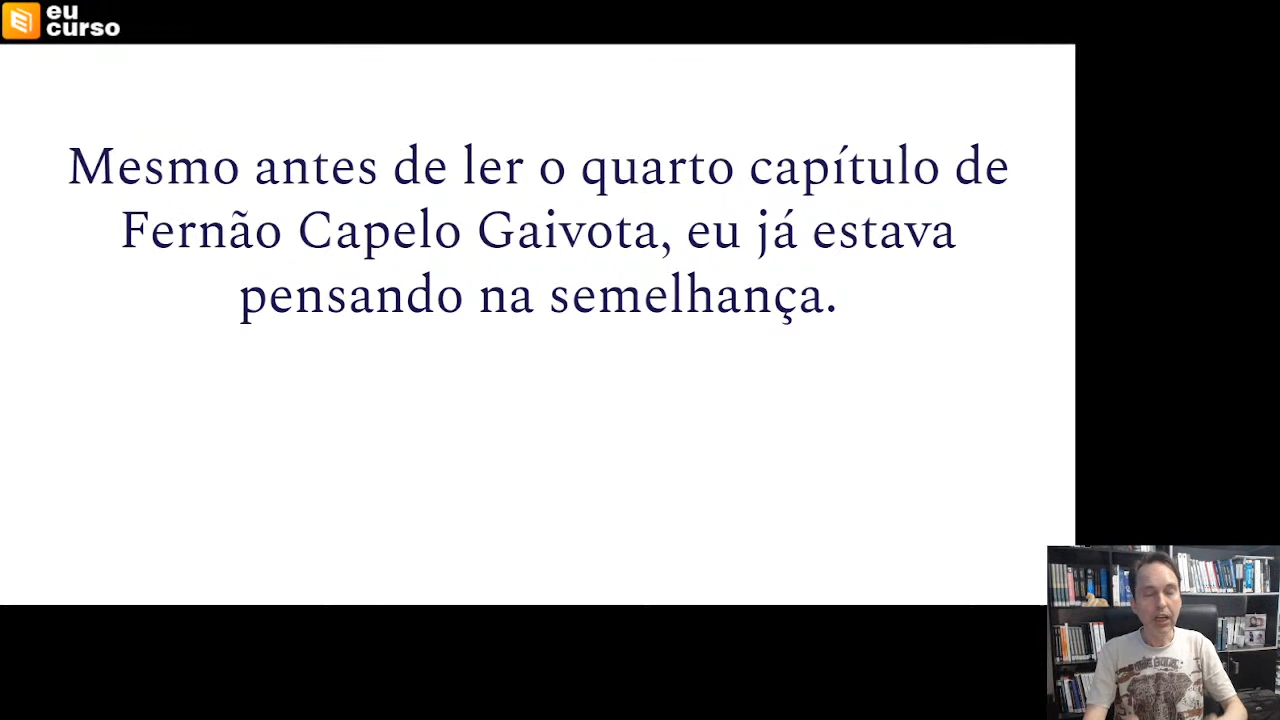 eu
curso
Mesmo antes de ler o quarto capítulo de
Fernão Capelo Gaivota, eu já estava
pensando na semelhança.